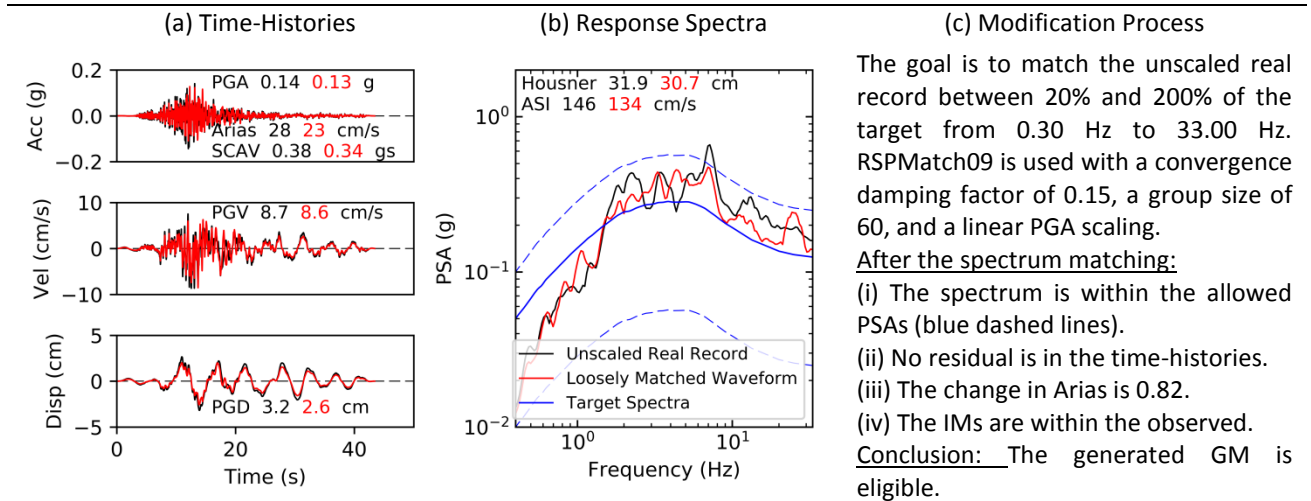 (a) Time-Histories
(b) Response Spectra
(c) Modification Process
0.2
0.0
−0.2
Acc (g)
PGA 0.14 0.13 g
Arias 28 23 cm/s
SCAV 0.38 0.34 gs
10
0
−10
Vel (cm/s)
PGV 8.7 8.6 cm/s
5
0
−5
Disp (cm)
PGD 3.2 2.6 cm
0 20 40
Time (s)
Housner 31.9 30.7 cm
ASI 146 134 cm/s
10⁰
10⁻¹
10⁻²
PSA (g)
Unscaled Real Record
Loosely Matched Waveform
Target Spectra
10⁰ 10¹
Frequency (Hz)
The goal is to match the unscaled real
record between 20% and 200% of the
target from 0.30 Hz to 33.00 Hz.
RSPMatch09 is used with a convergence
damping factor of 0.15, a group size of
60, and a linear PGA scaling.
After the spectrum matching:
(i) The spectrum is within the allowed
PSAs (blue dashed lines).
(ii) No residual is in the time-histories.
(iii) The change in Arias is 0.82.
(iv) The IMs are within the observed.
Conclusion: The generated GM is
eligible.